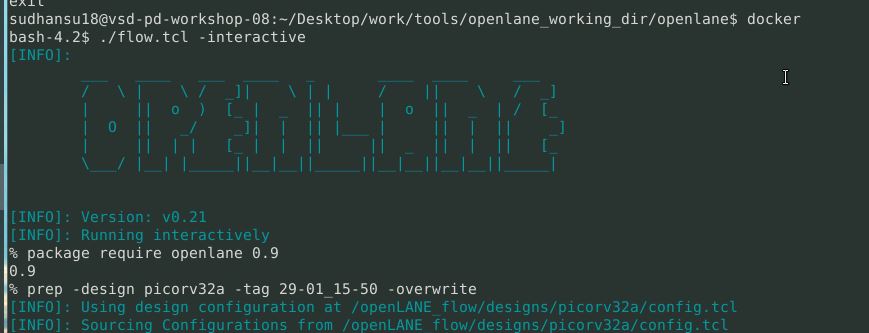 exit
sudhansu18@vsd-pd-workshop-08:~/Desktop/work/tools/openlane_working_dir/openlane$ docker
bash-4.2$ ./flow.tcl -interactive
[INFO]:
OPENLANE
[INFO]: Version: v0.21
[INFO]: Running interactively
% package require openlane 0.9
0.9
% prep -design picorv32a -tag 29-01_15-50 -overwrite
[INFO]: Using design configuration at /openLANE_flow/designs/picorv32a/config.tcl
[INFO]: Sourcing Configurations from /openLANE_flow/designs/picorv32a/config.tcl